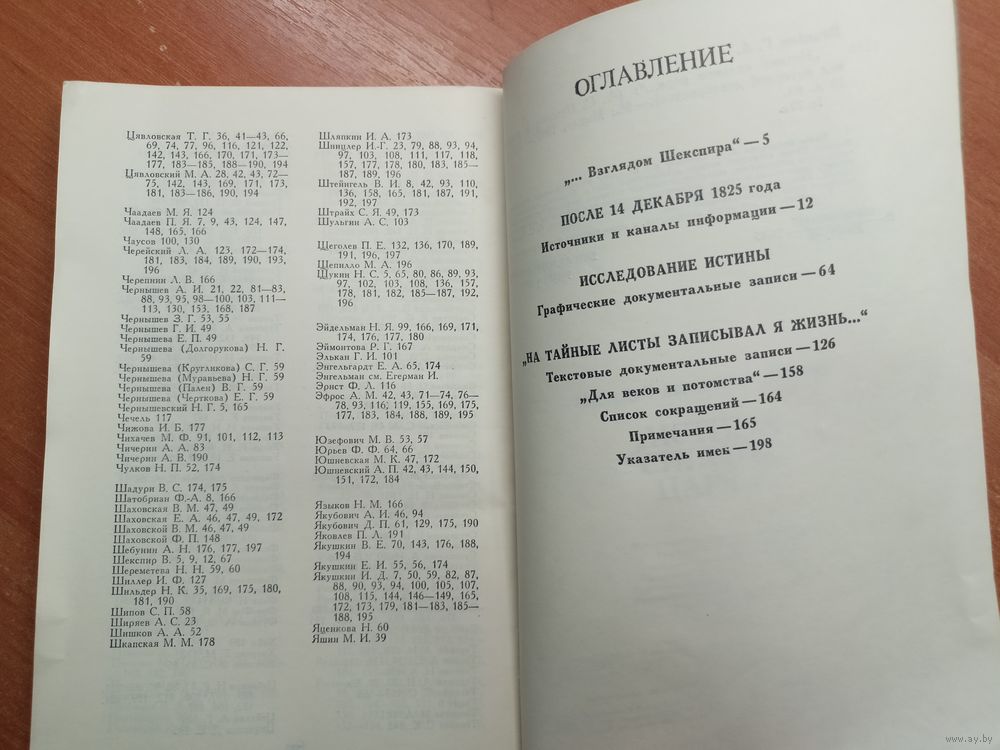 Цявловская Т. Г. 36, 41—43, 66,
69, 74, 77, 96, 116, 121, 122,
142, 143, 166, 170, 171, 173—
177, 183—185, 188—190, 194
Цявловский М. А. 28, 42, 43, 72—
75, 142, 143, 169, 171, 173,
181, 183—186, 190, 194
Чаадаев М. Я. 124
Чаадаев П. Я. 7, 9, 43, 124, 147,
148, 165, 166
Чаусов 100, 130
Черейский Л. А. 123, 172—174,
181, 183, 184, 189, 190, 193,
196
Черепнин Л. В. 166
Чернышев А. И. 21, 22, 81—83,
88, 93, 95, 98—100, 103, 111—
113, 130, 153, 168, 187
Чернышев З. Г. 53, 55
Чернышев Г. И. 49
Чернышева Е. П. 49
Чернышева (Долгорукова) Н. Г.
59
Чернышева (Кругликова) С. Г. 59
Чернышева (Муравьева) Н. Г. 59
Чернышева (Пален) В. Г. 59
Чернышева (Черткова) Е. Г. 59
Чернышевский Н. Г. 5, 165
Чечель 117
Чижова И. Б. 177
Чихачев М. Ф. 91, 101, 112, 113
Чичерин А. А. 83
Чичерин А. В. 190
Чулков Н. П. 52, 174
Шадури В. С. 174, 175
Шатобриан Ф.-А. 8, 166
Шаховская В. М. 47, 49
Шаховская Е. А. 46, 47, 49, 172
Шаховской В. М. 46, 47, 49
Шаховской Ф. П. 148
Шебунин А. Н. 176, 177, 197
Шекспир В. 5, 9, 12, 67
Шереметева Н. Н. 59, 60
Шиллер И. Ф. 127
Шильдер Н. К. 35, 169, 175, 180,
181, 190
Шипов С. П. 58
Ширяев А. С. 23
Шишков А. А. 52
Шкапская М. М. 178
Шляпкин И. А. 173
Шницлер И.-Г. 23, 79, 88, 93, 94,
97, 103, 108, 111, 117, 118,
157, 177, 178, 180, 183, 185—
187, 189, 196
Штейнгель В. И. 8, 42, 93, 110,
136, 158, 165, 181, 187, 191,
192, 197
Штрайх С. Я. 49, 173
Шульгин А. С. 103
Щеголев П. Е. 132, 136, 170, 189,
191, 196, 197
Щепилло М. А. 196
Щукин Н. С. 5, 65, 80, 86, 89, 93,
97, 102, 103, 108, 136, 157,
178, 181, 182, 185—187, 192,
196
Эйдельман Н. Я. 99, 166, 169, 171,
174, 176, 177, 180
Эймонтова Р. Г. 167
Элькан Г. И. 101
Энгельгардт Е. А. 65, 174
Энгельман см. Егерман И.
Эрнст Ф. Л. 116
Эфрос А. М. 42, 43, 71—74, 76—
78, 93, 116, 119, 155, 169, 175,
177, 183, 184, 188, 189, 195
Юзефович М. В. 53, 57
Юрьев Ф. Ф. 64, 66
Юшневская М. К. 47, 172
Юшневский А. П. 42, 43, 144, 150,
151, 172, 184
Языков Н. М. 166
Якубович А. И. 46, 94
Якубович Д. П. 61, 129, 175, 190
Яковлев П. Л. 191
Якушкин В. Е. 70, 143, 176, 188,
194
Якушкин Е. И. 55, 56, 174
Якушкин И. Д. 7, 50, 59, 82, 87,
88, 90, 93, 94, 100, 105, 107,
108, 115, 144, 146—149, 165,
172, 173, 179, 181—183, 185—
188, 195
Яценкова Н. 60
Яшин М. И. 39
ОГЛАВЛЕНИЕ
„... Взглядом Шекспира“—5
ПОСЛЕ 14 ДЕКАБРЯ 1825 года
Источники и каналы информации—12
ИССЛЕДОВАНИЕ ИСТИНЫ
Графические документальные записи—64
„НА ТАЙНЫЕ ЛИСТЫ ЗАПИСЫВАЛ Я ЖИЗНЬ...“
Текстовые документальные записи—126
„Для веков и потомства“—158
Список сокращений—164
Примечания—165
Указатель имен—198
www.ay.by